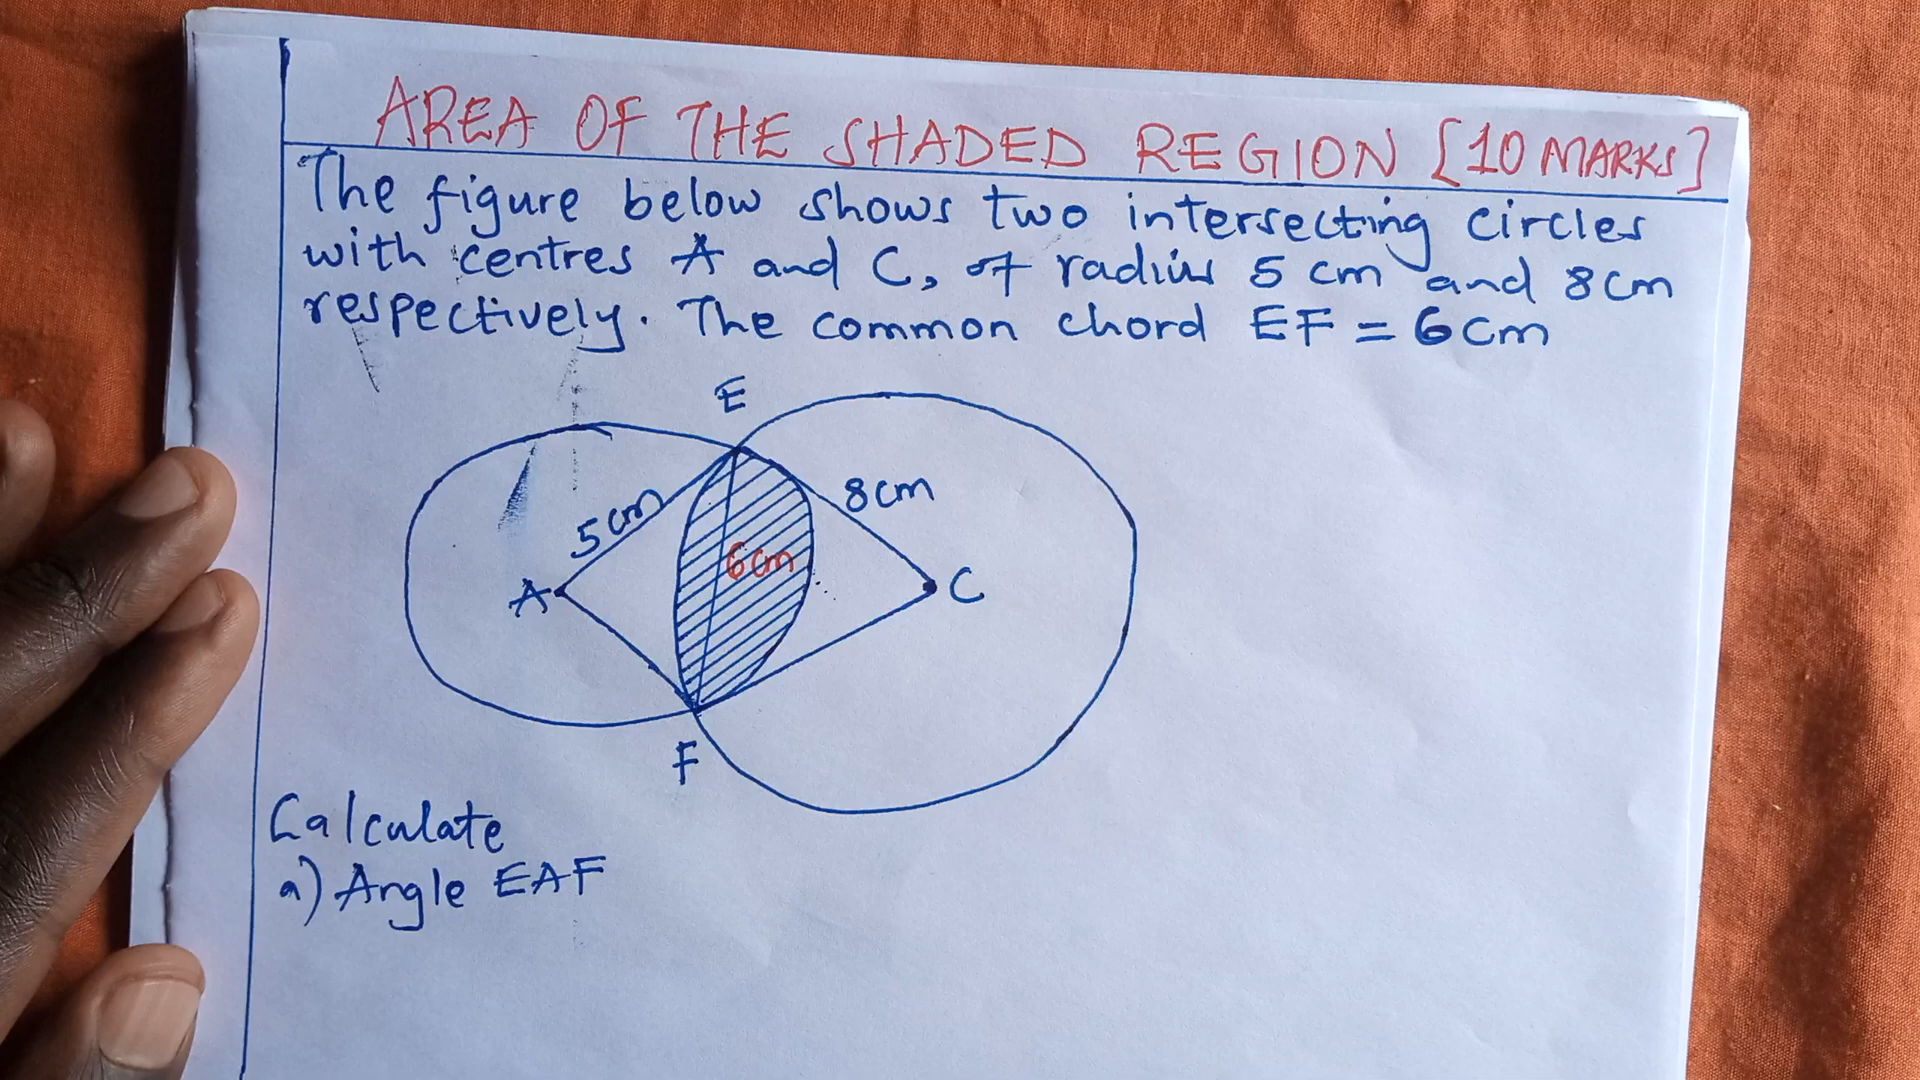 AREA OF THE SHADED REGION [10 MARKS]
The figure below shows two intersecting circles
with centres A and C, of radius 5 cm and 8cm
respectively. The common chord EF = 6cm
E
5cm
8cm
6cm
A
C
F
Calculate
a) Angle EAF